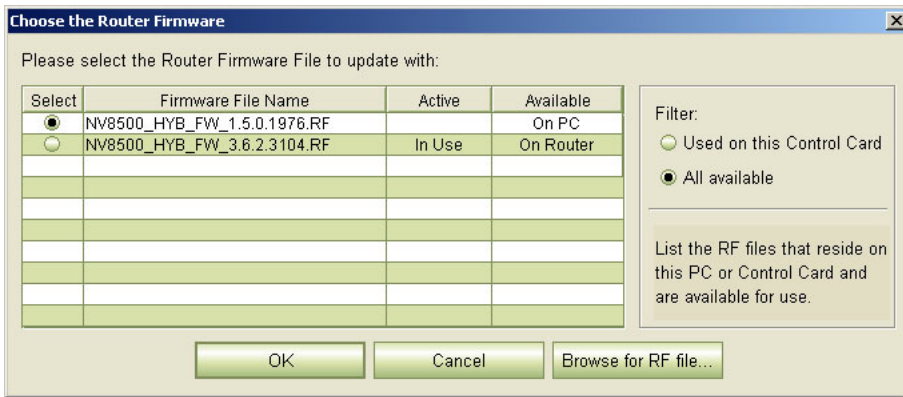 Choose the Router Firmware
Please select the Router Firmware File to update with:
Select Firmware File Name Active Available
NV8500_HYB_FW_1.5.0.1976.RF On PC
NV8500_HYB_FW_3.6.2.3104.RF In Use On Router
Filter:
Used on this Control Card
All available
List the RF files that reside on
this PC or Control Card and
are available for use.
OK Cancel Browse for RF file...